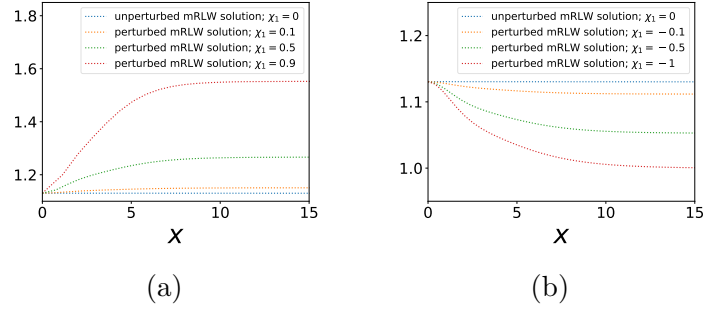 unperturbed mRLW solution; χ₁ = 0
perturbed mRLW solution; χ₁ = 0.1
perturbed mRLW solution; χ₁ = 0.5
perturbed mRLW solution; χ₁ = 0.9
1.8
1.6
1.4
1.2
0 5 10 15
x
(a)
unperturbed mRLW solution; χ₁ = 0
perturbed mRLW solution; χ₁ = −0.1
perturbed mRLW solution; χ₁ = −0.5
perturbed mRLW solution; χ₁ = −1
1.2
1.1
1.0
0 5 10 15
x
(b)